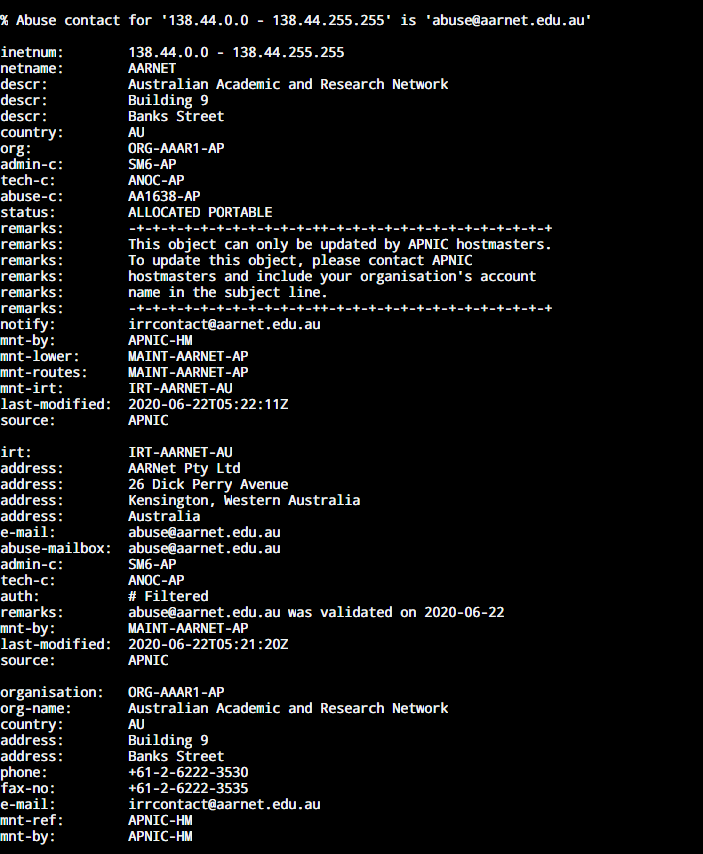 % Abuse contact for '138.44.0.0 - 138.44.255.255' is 'abuse@aarnet.edu.au'

inetnum:        138.44.0.0 - 138.44.255.255
netname:        AARNET
descr:          Australian Academic and Research Network
descr:          Building 9
descr:          Banks Street
country:        AU
org:            ORG-AAAR1-AP
admin-c:        SM6-AP
tech-c:         ANOC-AP
abuse-c:        AA1638-AP
status:         ALLOCATED PORTABLE
remarks:        -+-+-+-+-+-+-+-+-+-+-+-++-+-+-+-+-+-+-+-+-+-+-+-+-+-+
remarks:        This object can only be updated by APNIC hostmasters.
remarks:        To update this object, please contact APNIC
remarks:        hostmasters and include your organisation's account
remarks:        name in the subject line.
remarks:        -+-+-+-+-+-+-+-+-+-+-+-++-+-+-+-+-+-+-+-+-+-+-+-+-+-+
notify:         irrcontact@aarnet.edu.au
mnt-by:         APNIC-HM
mnt-lower:      MAINT-AARNET-AP
mnt-routes:     MAINT-AARNET-AP
mnt-irt:        IRT-AARNET-AU
last-modified:  2020-06-22T05:22:11Z
source:         APNIC

irt:            IRT-AARNET-AU
address:        AARNet Pty Ltd
address:        26 Dick Perry Avenue
address:        Kensington, Western Australia
address:        Australia
e-mail:         abuse@aarnet.edu.au
abuse-mailbox:  abuse@aarnet.edu.au
admin-c:        SM6-AP
tech-c:         ANOC-AP
auth:           # Filtered
remarks:        abuse@aarnet.edu.au was validated on 2020-06-22
mnt-by:         MAINT-AARNET-AP
last-modified:  2020-06-22T05:21:20Z
source:         APNIC

organisation:   ORG-AAAR1-AP
org-name:       Australian Academic and Research Network
country:        AU
address:        Building 9
address:        Banks Street
phone:          +61-2-6222-3530
fax-no:         +61-2-6222-3535
e-mail:         irrcontact@aarnet.edu.au
mnt-ref:        APNIC-HM
mnt-by:         APNIC-HM